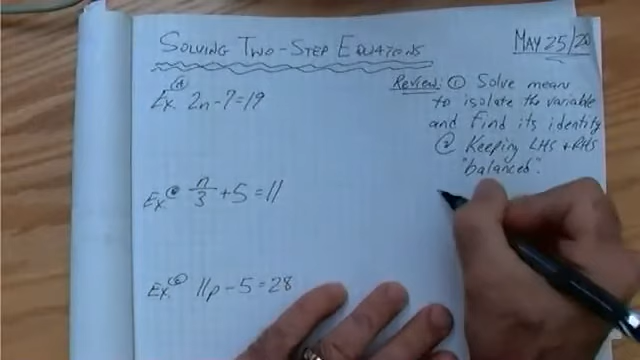 SOLVING TWO-STEP EQUATIONS
MAY 25/20
Review: ① Solve means
to isolate the variable
and find its identity
② Keeping LHS + RHS
"balanced".
Ex. 2n - 7 = 19
Ex. n/3 + 5 = 11
Ex. 11p - 5 = 28